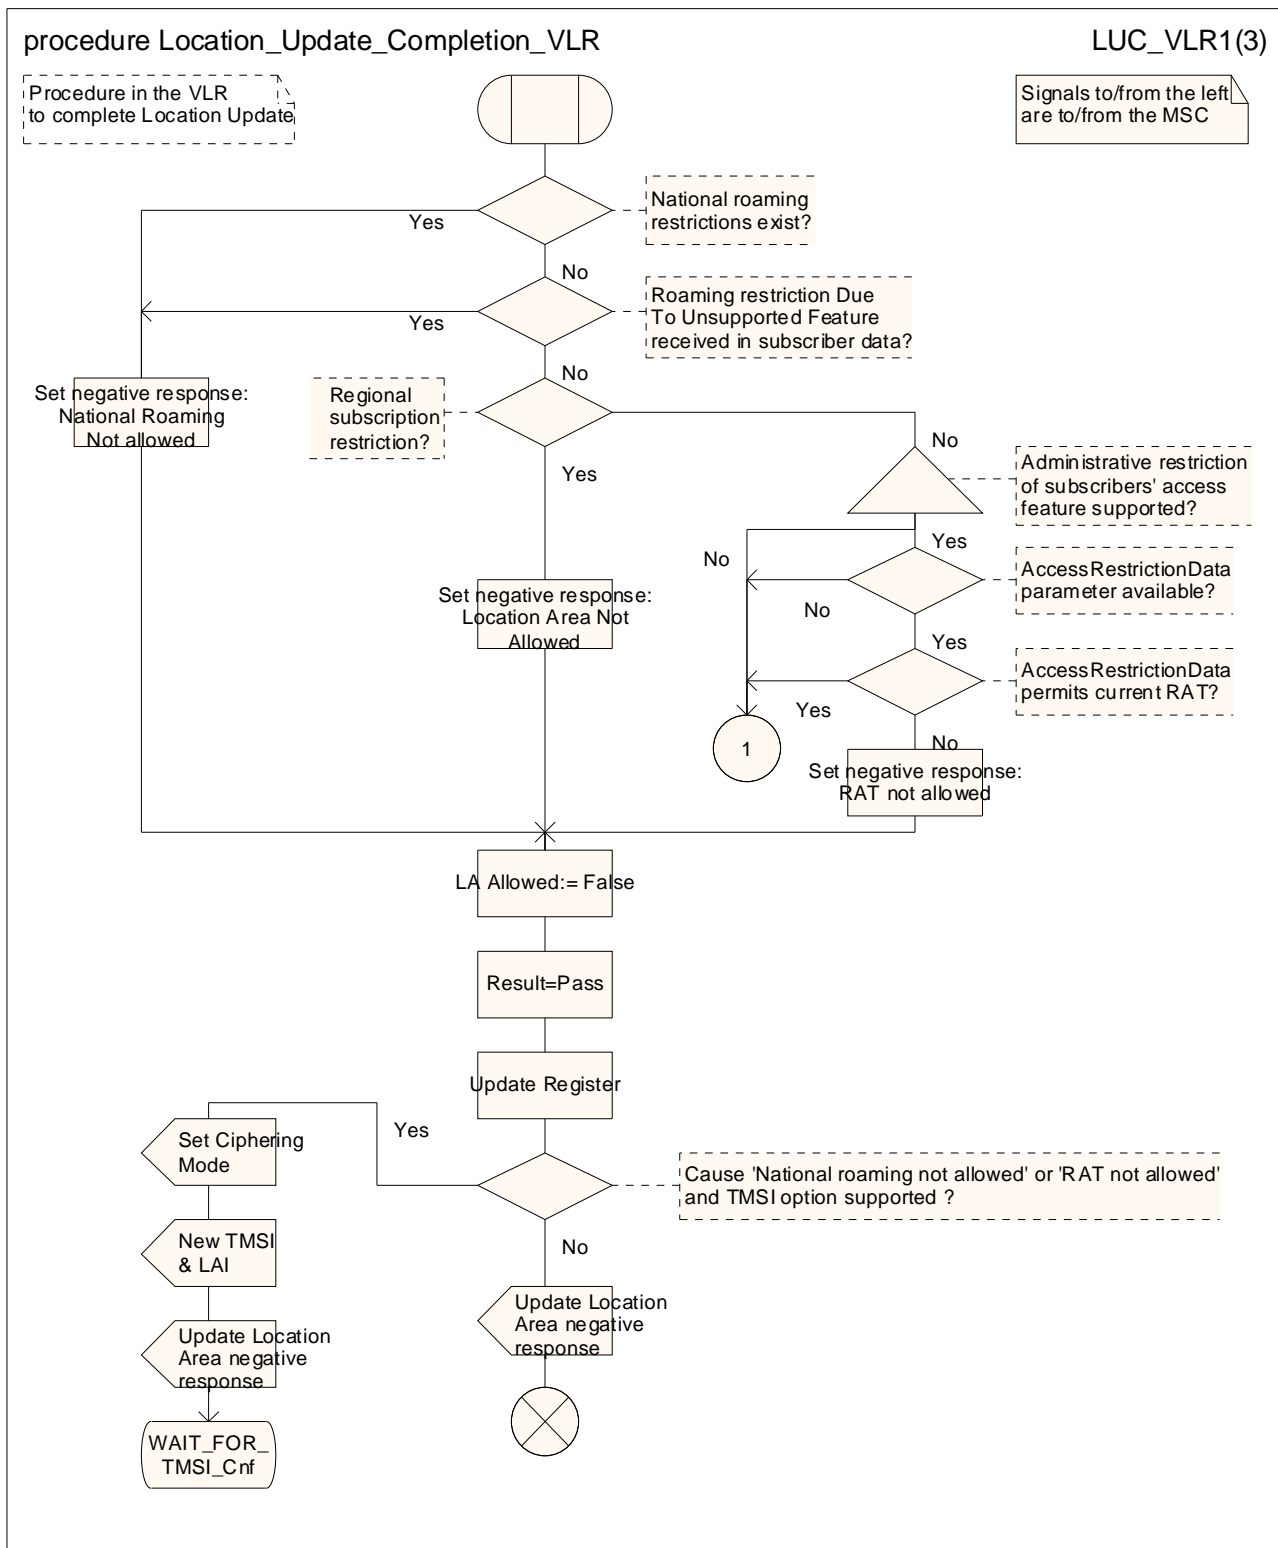 procedure Location_Update_Completion_VLR
LUC_VLR1(3)
Procedure in the VLR
to complete Location Update
Signals to/from the left
are to/from the MSC
National roaming
restrictions exist?
Yes
No
Roaming restriction Due
To Unsupported Feature
received in subscriber data?
Yes
No
Set negative response:
National Roaming
Not allowed
Regional
subscription
restriction?
No
Yes
Administrative restriction
of subscribers' access
feature supported?
Yes
No
AccessRestrictionData
parameter available?
No
Set negative response:
Location Area Not
Allowed
Yes
AccessRestrictionData
permits current RAT?
Yes
No
1
Set negative response:
RAT not allowed
LA Allowed:= False
Result=Pass
Update Register
Yes
Set Ciphering
Mode
Cause 'National roaming not allowed' or 'RAT not allowed'
and TMSI option supported ?
No
New TMSI
& LAI
Update Location
Area negative
response
Update Location
Area negative
response
WAIT_FOR_
TMSI_Cnf